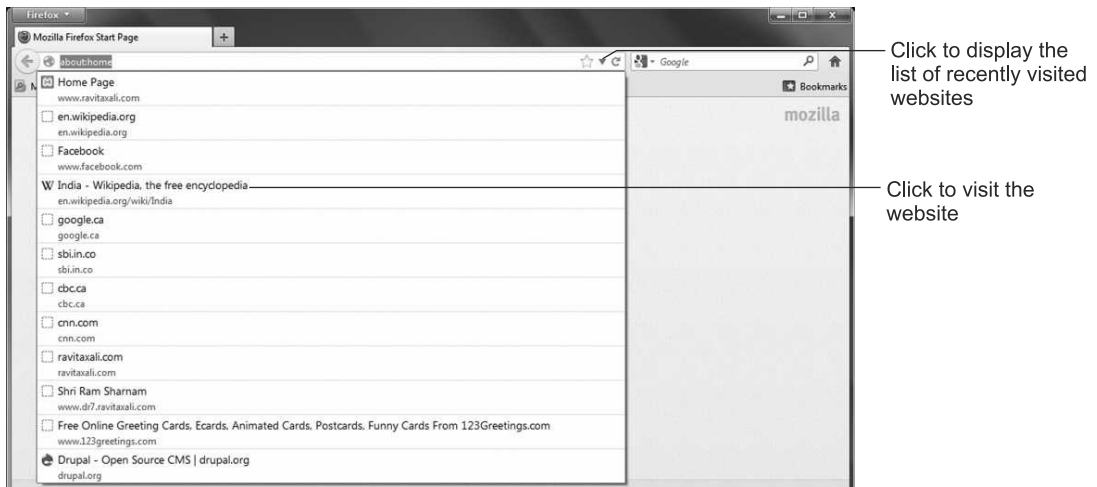 Firefox
Mozilla Firefox Start Page
about:home
Google
Bookmarks
mozilla
Home Page
www.ravitaxali.com
en.wikipedia.org
en.wikipedia.org
Facebook
www.facebook.com
India - Wikipedia, the free encyclopedia
en.wikipedia.org/wiki/India
google.ca
google.ca
sbi.in.co
sbi.in.co
cbc.ca
cbc.ca
cnn.com
cnn.com
ravitaxali.com
ravitaxali.com
Shri Ram Sharnam
www.dr7.ravitaxali.com
Free Online Greeting Cards, Ecards, Animated Cards, Postcards, Funny Cards From 123Greetings.com
www.123greetings.com
Drupal - Open Source CMS | drupal.org
drupal.org
Click to display the
list of recently visited
websites
Click to visit the
website